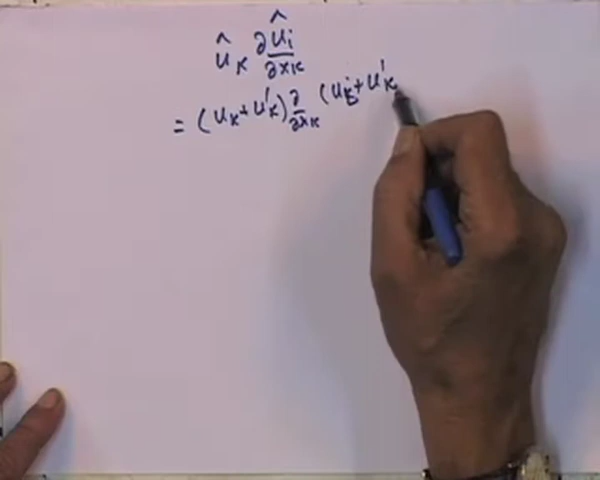 û_k ∂û_i/∂x_k
= (u_k + u'_k) ∂/∂x_k (u_i + u'_k